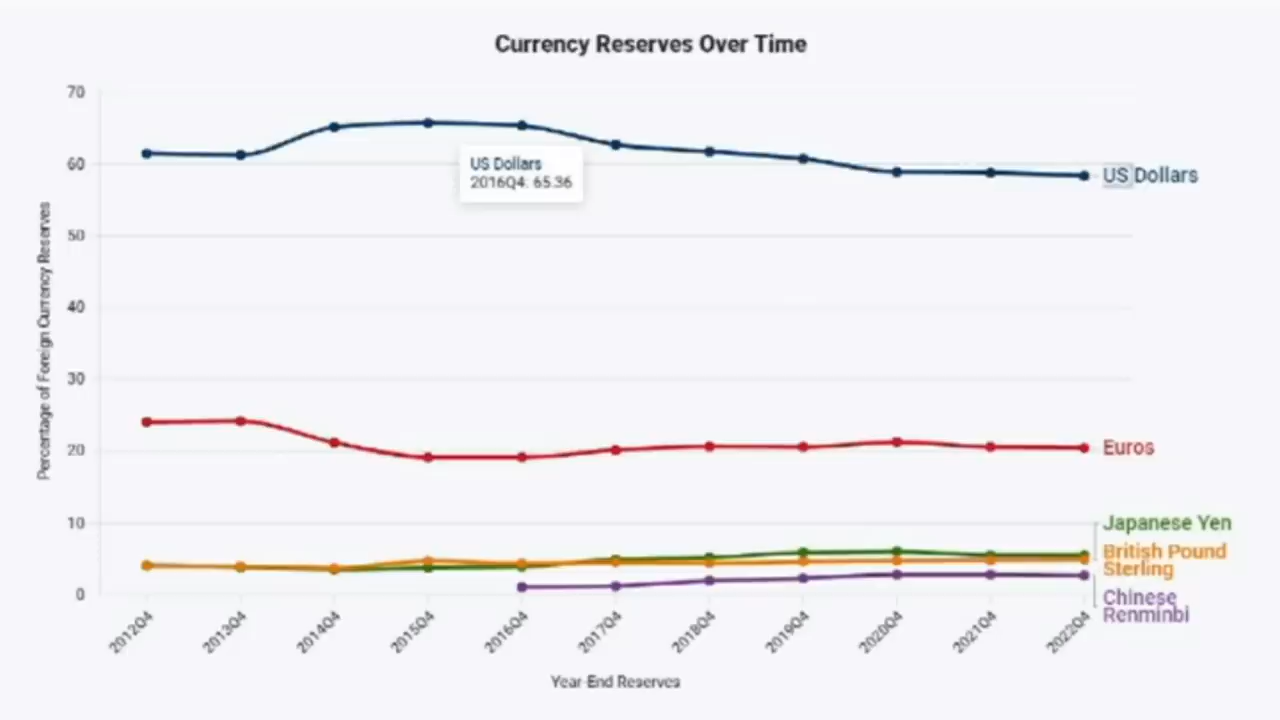 Currency Reserves Over Time
70
60
50
40
30
20
10
0
Percentage of Foreign Currency Reserves
US Dollars
2016Q4: 65.36
US Dollars
Euros
Japanese Yen
British Pound
Sterling
Chinese
Renminbi
2012Q4
2013Q4
2014Q4
2015Q4
2016Q4
2017Q4
2018Q4
2019Q4
2020Q4
2021Q4
2022Q4
Year-End Reserves